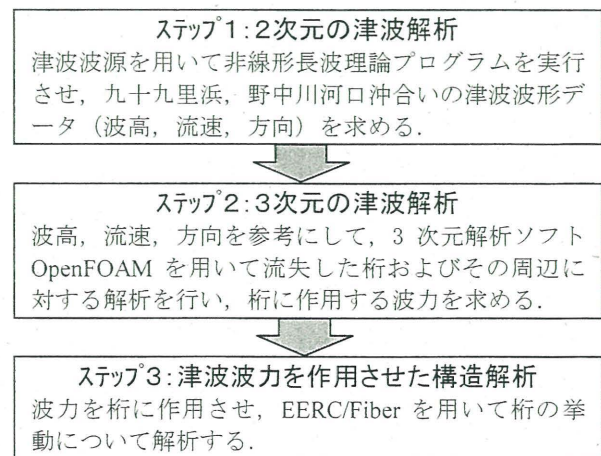 ステップ1:2次元の津波解析
津波波源を用いて非線形長波理論プログラムを実行
させ，九十九里浜，野中川河口沖合いの津波波形デ
ータ（波高，流速，方向）を求める．
ステップ2:3次元の津波解析
波高，流速，方向を参考にして，3 次元解析ソフト
OpenFOAM を用いて流失した桁およびその周辺に
対する解析を行い，桁に作用する波力を求める．
ステップ3:津波波力を作用させた構造解析
波力を桁に作用させ，EERC/Fiber を用いて桁の挙
動について解析する．